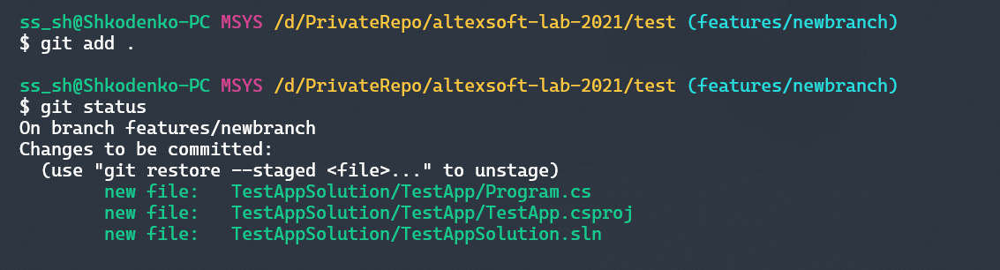 ss_sh@Shkodenko-PC MSYS /d/PrivateRepo/altexsoft-lab-2021/test (features/newbranch)
$ git add .
ss_sh@Shkodenko-PC MSYS /d/PrivateRepo/altexsoft-lab-2021/test (features/newbranch)
$ git status
On branch features/newbranch
Changes to be committed:
  (use "git restore --staged <file>..." to unstage)
        new file:   TestAppSolution/TestApp/Program.cs
        new file:   TestAppSolution/TestApp/TestApp.csproj
        new file:   TestAppSolution/TestAppSolution.sln